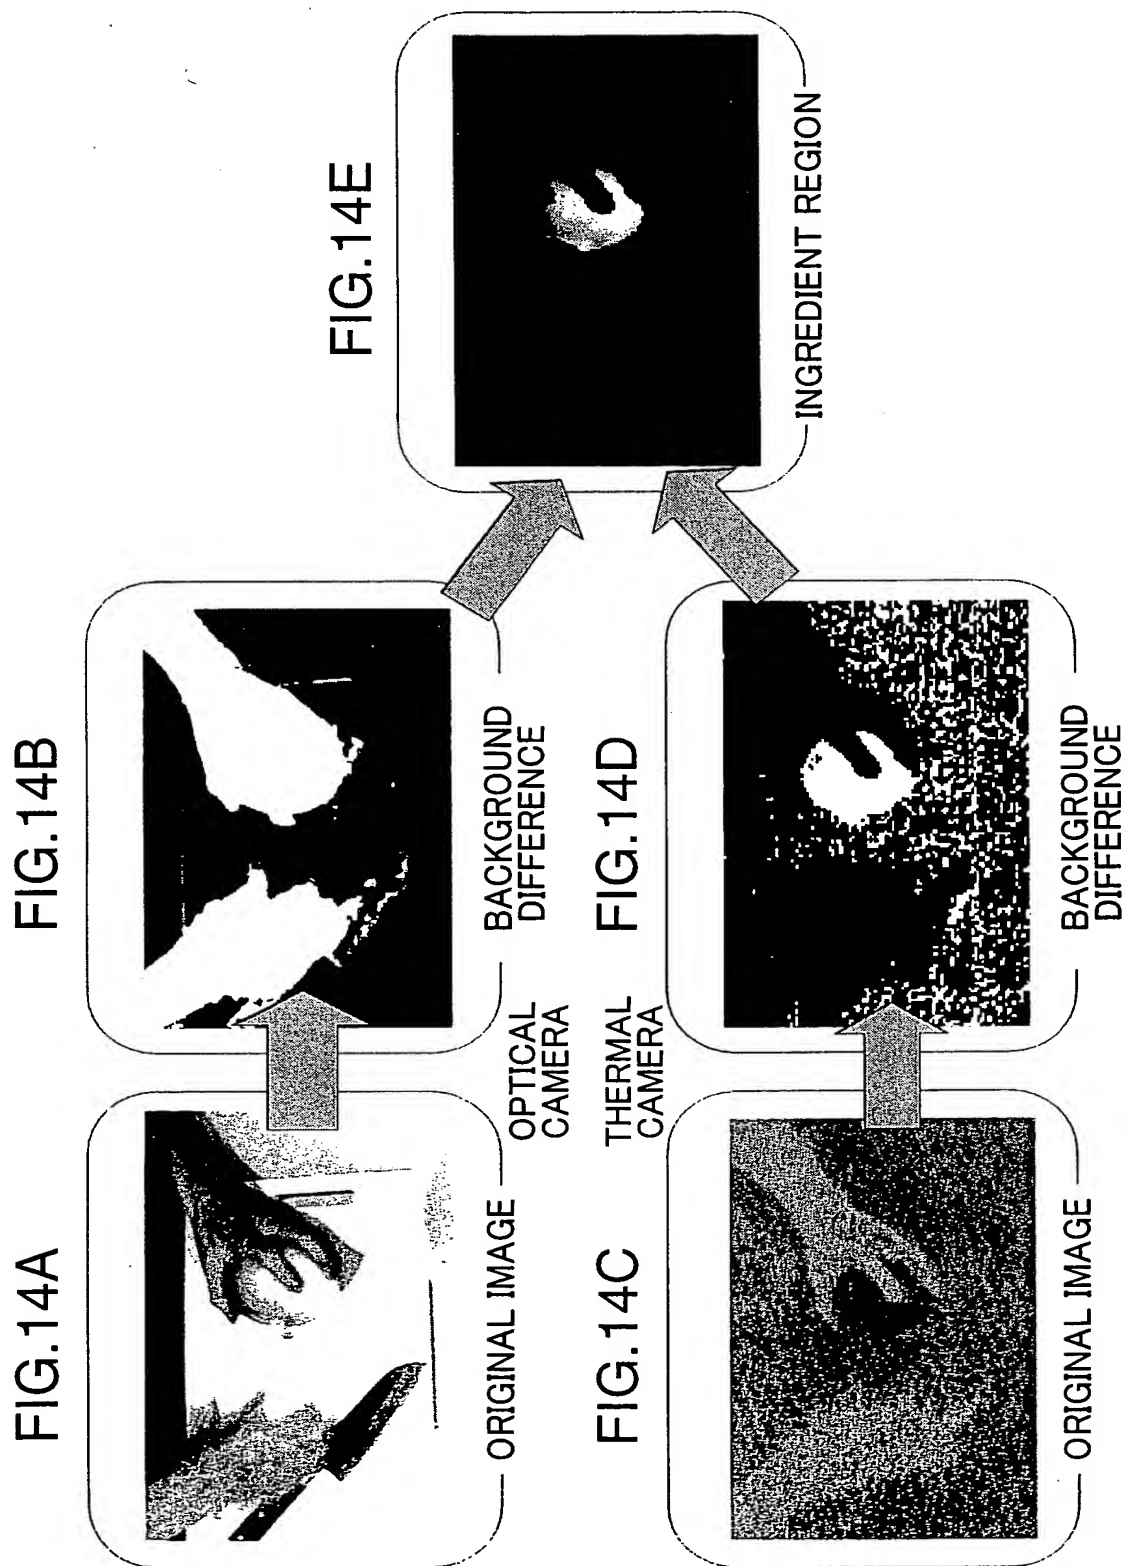 FIG.14A
ORIGINAL IMAGE
OPTICAL
CAMERA
FIG.14B
BACKGROUND
DIFFERENCE
FIG.14C
ORIGINAL IMAGE
THERMAL
CAMERA
FIG.14D
BACKGROUND
DIFFERENCE
FIG.14E
INGREDIENT REGION